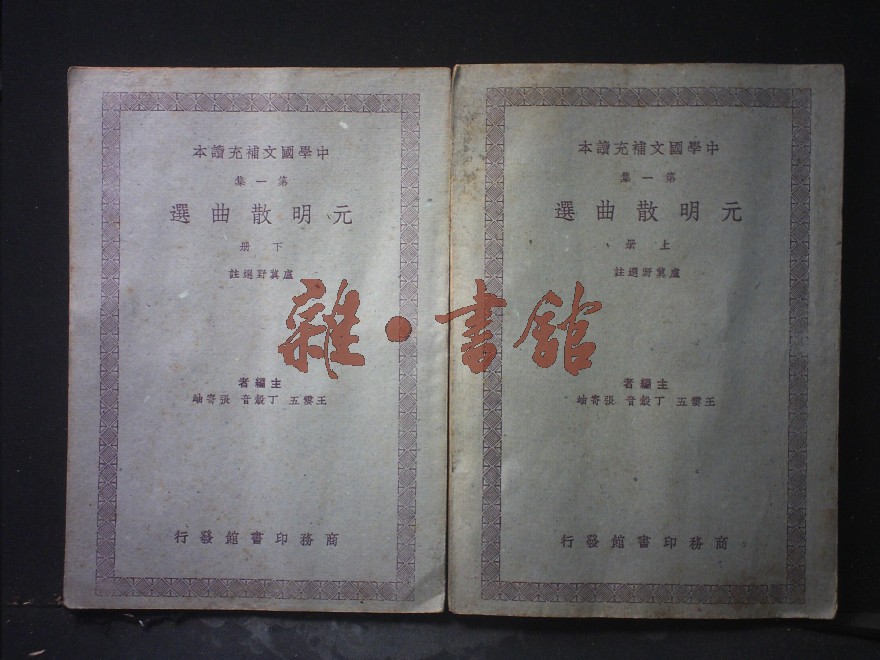 中學國文補充讀本
第一集
元明散曲選
上册
盧冀野選註
主編者
王雲五 丁㲄音 張寄岫
商務印書館發行
中學國文補充讀本
第一集
元明散曲選
下册
盧冀野選註
主編者
王雲五 丁㲄音 張寄岫
商務印書館發行
雜·書館